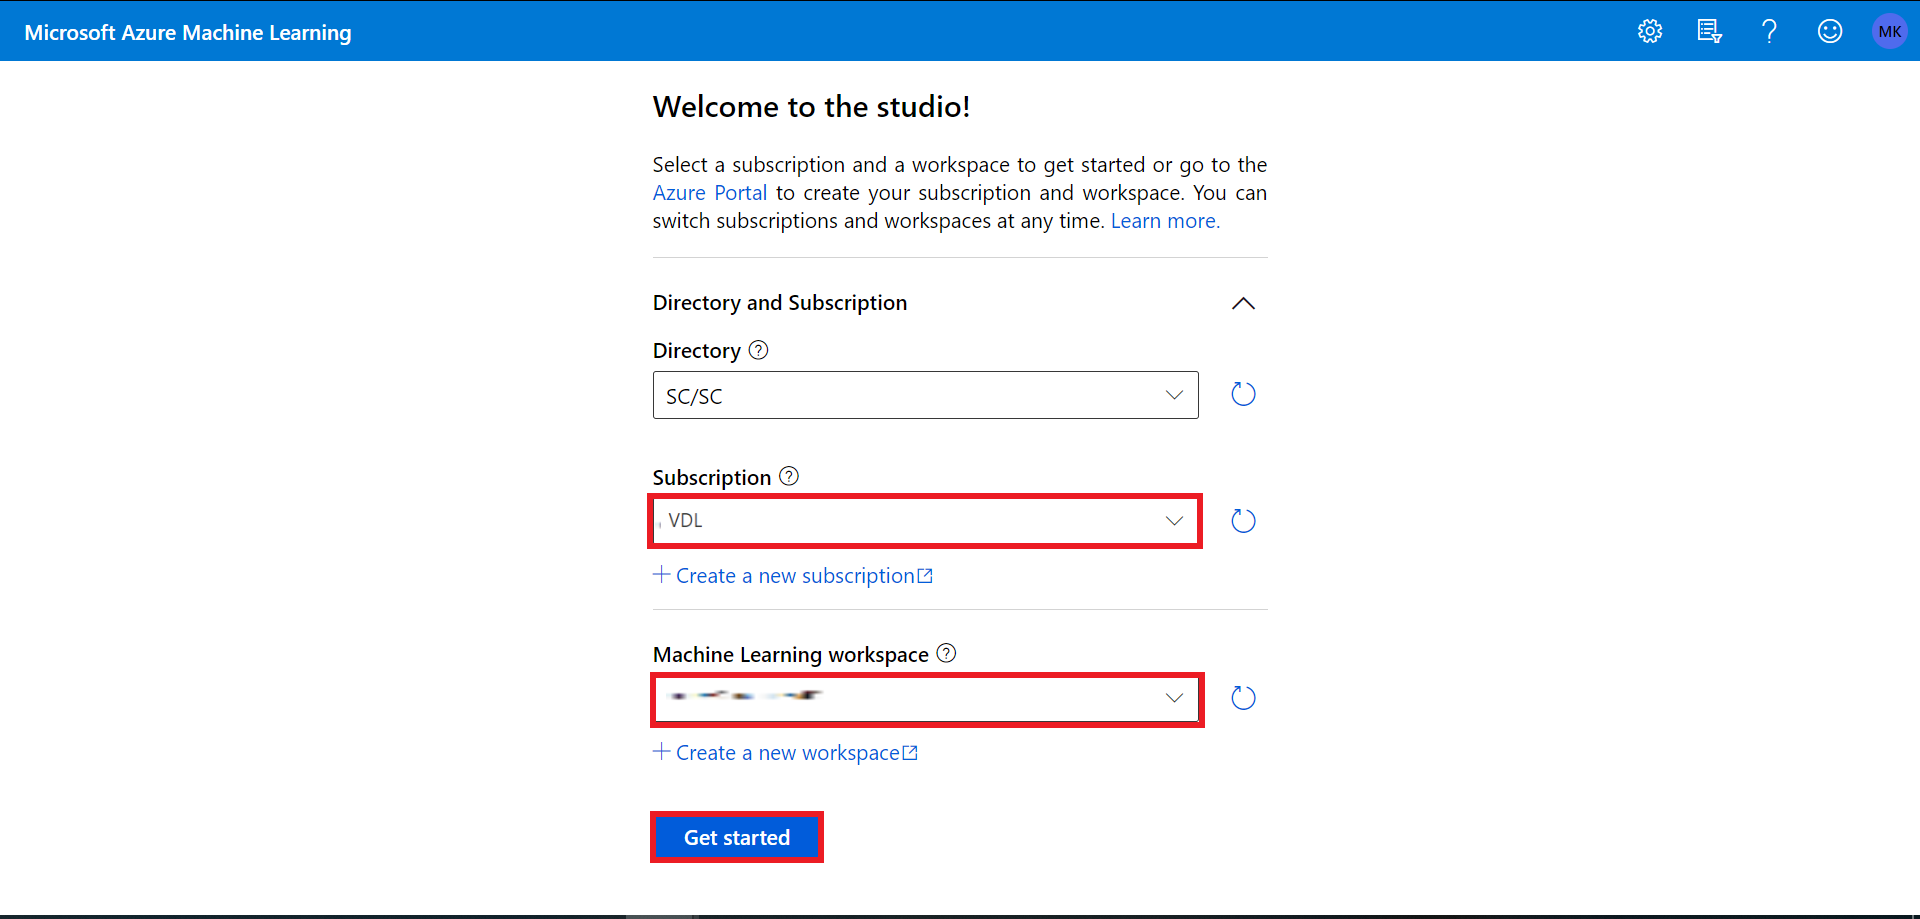 Microsoft Azure Machine Learning
MK
Welcome to the studio!
Select a subscription and a workspace to get started or go to the
Azure Portal to create your subscription and workspace. You can
switch subscriptions and workspaces at any time. Learn more.
Directory and Subscription
Directory
SC/SC
Subscription
VDL
Create a new subscription
Machine Learning workspace
Create a new workspace
Get started